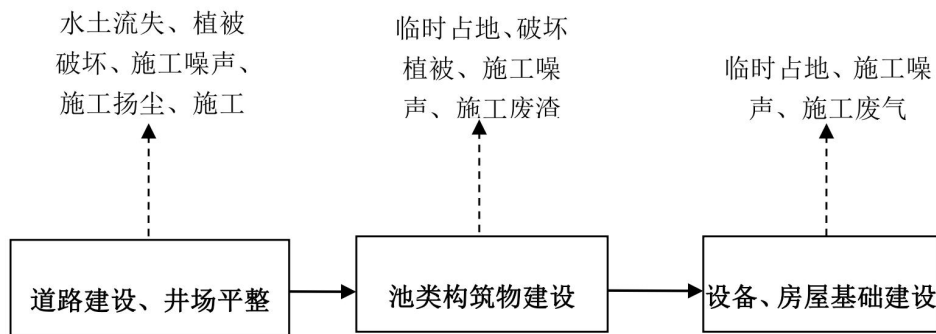 水土流失、植被
破坏、施工噪声、
施工扬尘、施工
临时占地、破坏
植被、施工噪
声、施工废渣
临时占地、施工噪
声、施工废气
道路建设、井场平整
池类构筑物建设
设备、房屋基础建设